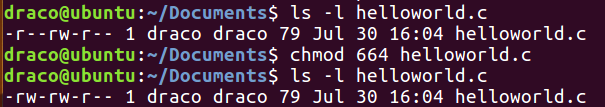 draco@ubuntu:~/Documents$ ls -l helloworld.c
-r--rw-r-- 1 draco draco 79 Jul 30 16:04 helloworld.c
draco@ubuntu:~/Documents$ chmod 664 helloworld.c
draco@ubuntu:~/Documents$ ls -l helloworld.c
-rw-rw-r-- 1 draco draco 79 Jul 30 16:04 helloworld.c